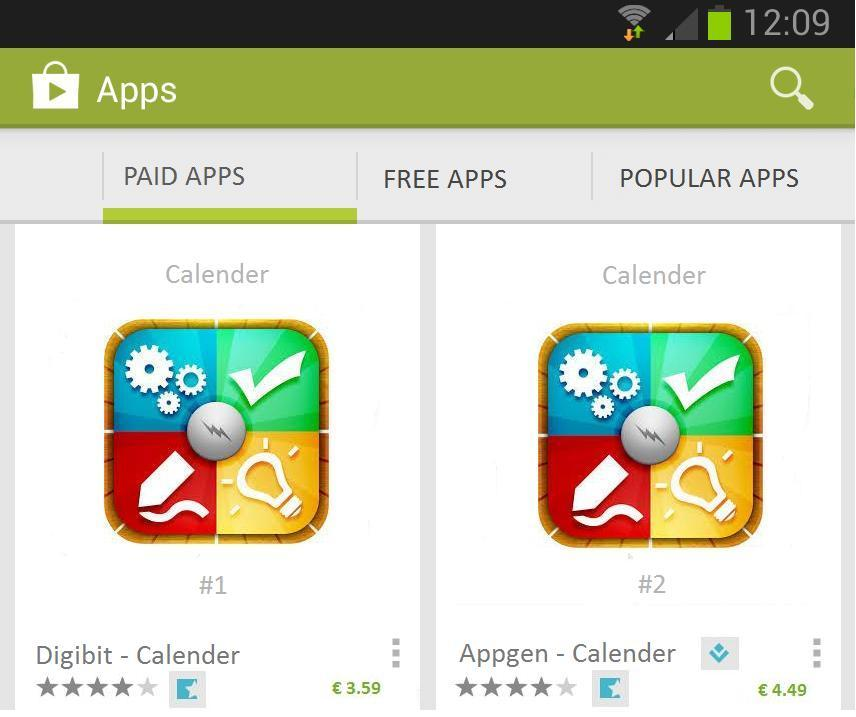 12:09
Apps
PAID APPS
FREE APPS
POPULAR APPS
Calender
Calender
#1
#2
Digibit - Calender
Appgen - Calender
€ 3.59
€ 4.49